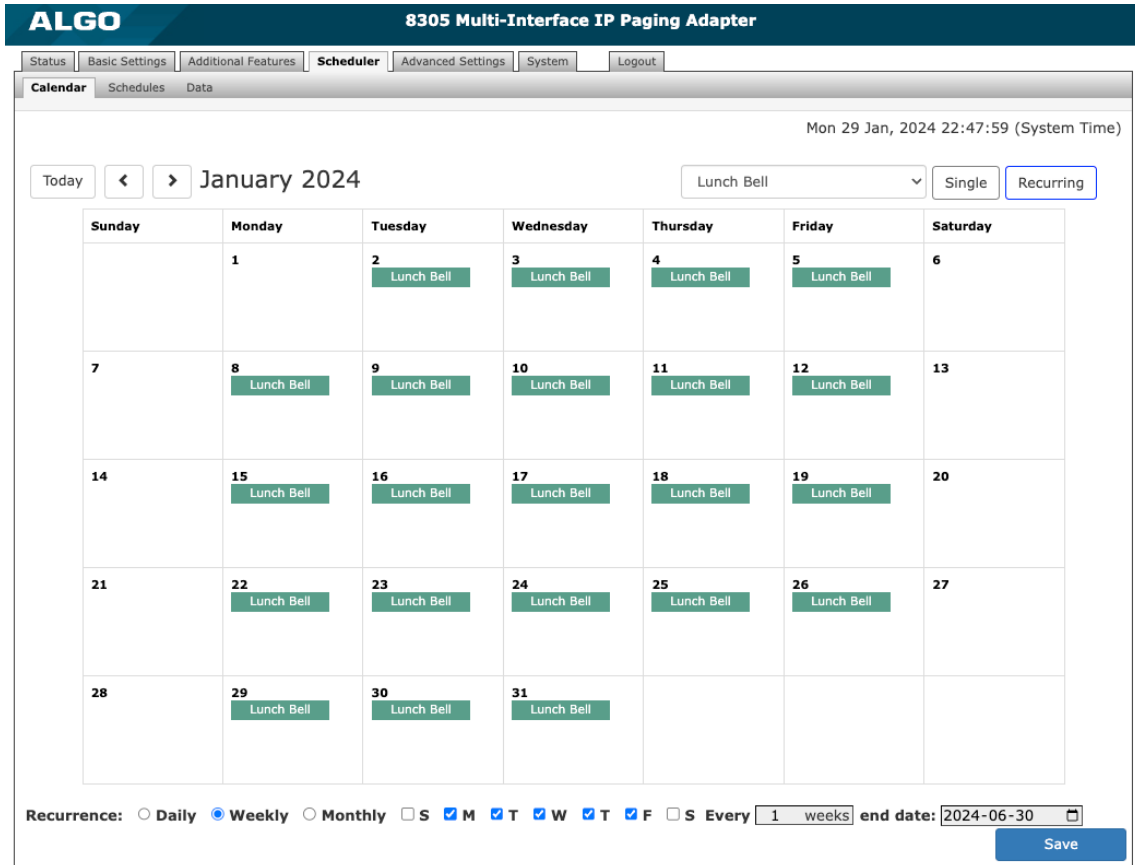 ALGO 8305 Multi-Interface IP Paging Adapter
Status Basic Settings Additional Features Scheduler Advanced Settings System Logout
Calendar Schedules Data
Mon 29 Jan, 2024 22:47:59 (System Time)
Today January 2024 Lunch Bell Single Recurring
Sunday Monday Tuesday Wednesday Thursday Friday Saturday
1 2 3 4 5 6
Lunch Bell Lunch Bell Lunch Bell Lunch Bell
7 8 9 10 11 12 13
Lunch Bell Lunch Bell Lunch Bell Lunch Bell Lunch Bell
14 15 16 17 18 19 20
Lunch Bell Lunch Bell Lunch Bell Lunch Bell Lunch Bell
21 22 23 24 25 26 27
Lunch Bell Lunch Bell Lunch Bell Lunch Bell Lunch Bell
28 29 30 31
Lunch Bell Lunch Bell Lunch Bell
Recurrence: Daily Weekly Monthly S M T W T F S Every 1 weeks end date: 2024-06-30
Save